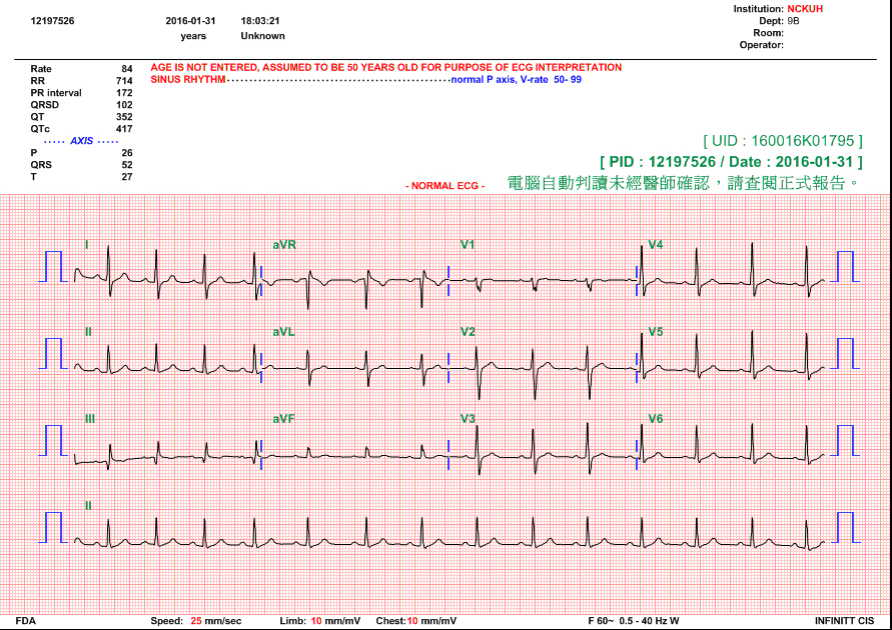 Institution: NCKUH
12197526 2016-01-31 18:03:21 Dept: 9B
years Unknown Room:
Operator:
Rate 84 AGE IS NOT ENTERED, ASSUMED TO BE 50 YEARS OLD FOR PURPOSE OF ECG INTERPRETATION
RR 714 SINUS RHYTHM--------------------------------------------------normal P axis, V-rate 50- 99
PR interval 172
QRSD 102
QT 352
QTc 417
----- AXIS -----
[ UID : 160016K01795 ]
P 26
[ PID : 12197526 / Date : 2016-01-31 ]
QRS 52
T 27
- NORMAL ECG - 電腦自動判讀未經醫師確認，請查閱正式報告。
I aVR V1 V4
II aVL V2 V5
III aVF V3 V6
II
FDA Speed: 25 mm/sec Limb: 10 mm/mV Chest:10 mm/mV F 60~ 0.5 - 40 Hz W INFINITT CIS